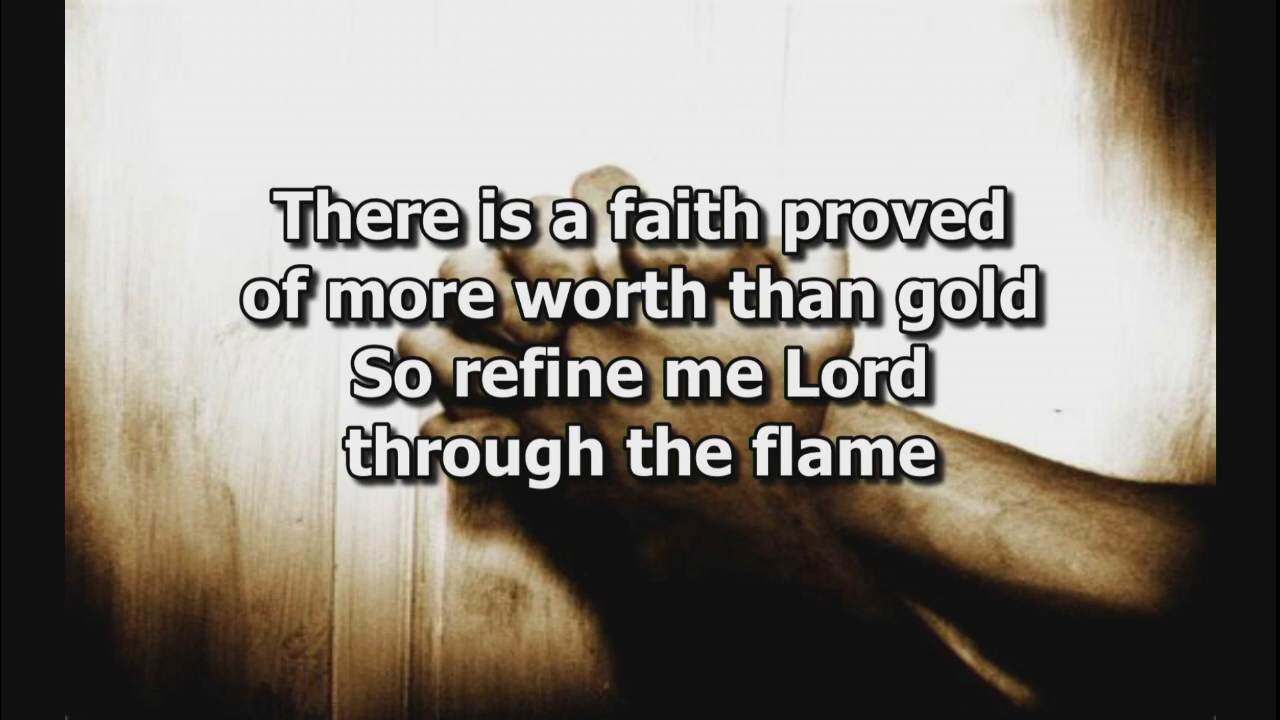 There is a faith proved
of more worth than gold
So refine me Lord
through the flame